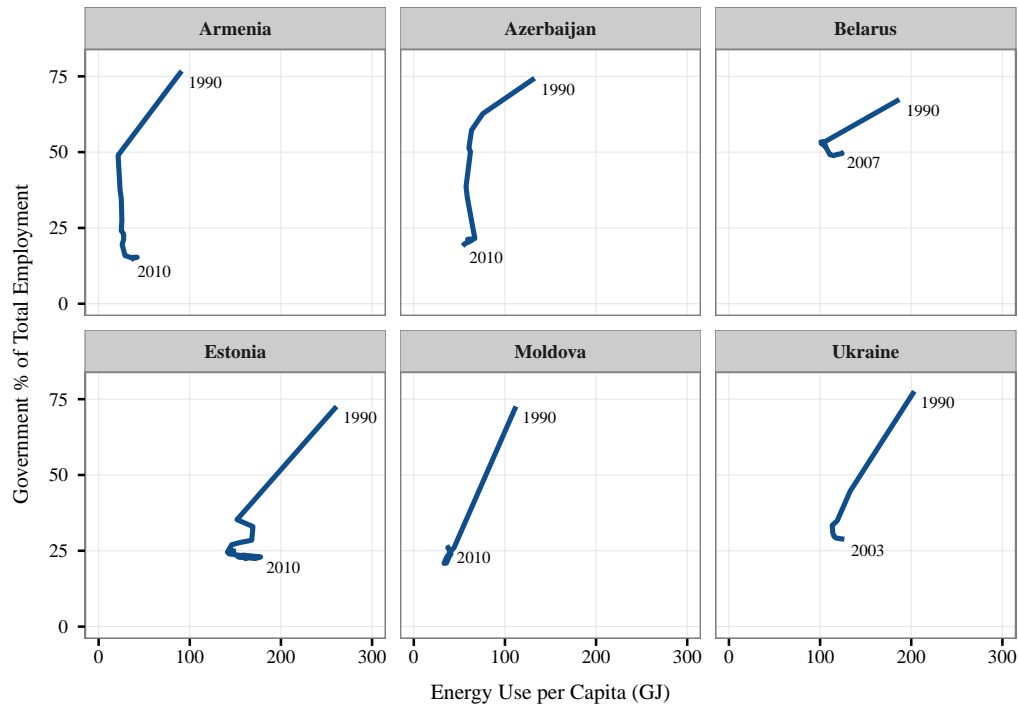 Armenia
Azerbaijan
Belarus
75
50
25
0
1990
2010
1990
2010
1990
2007
Estonia
Moldova
Ukraine
75
50
25
0
1990
2010
1990
2010
1990
2003
0 100 200 300
0 100 200 300
0 100 200 300
Energy Use per Capita (GJ)
Government % of Total Employment